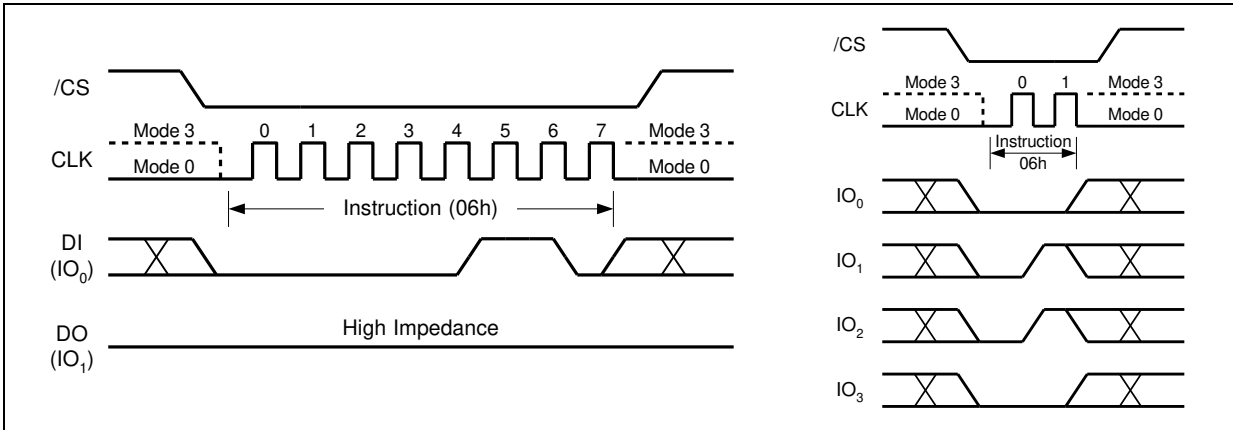 /CS
Mode 3
0 1 2 3 4 5 6 7
Mode 3
CLK
Mode 0
Mode 0
Instruction (06h)
DI
(IO₀)
High Impedance
DO
(IO₁)
/CS
Mode 3
0 1
Mode 3
CLK
Mode 0
Mode 0
Instruction
06h
IO₀
IO₁
IO₂
IO₃